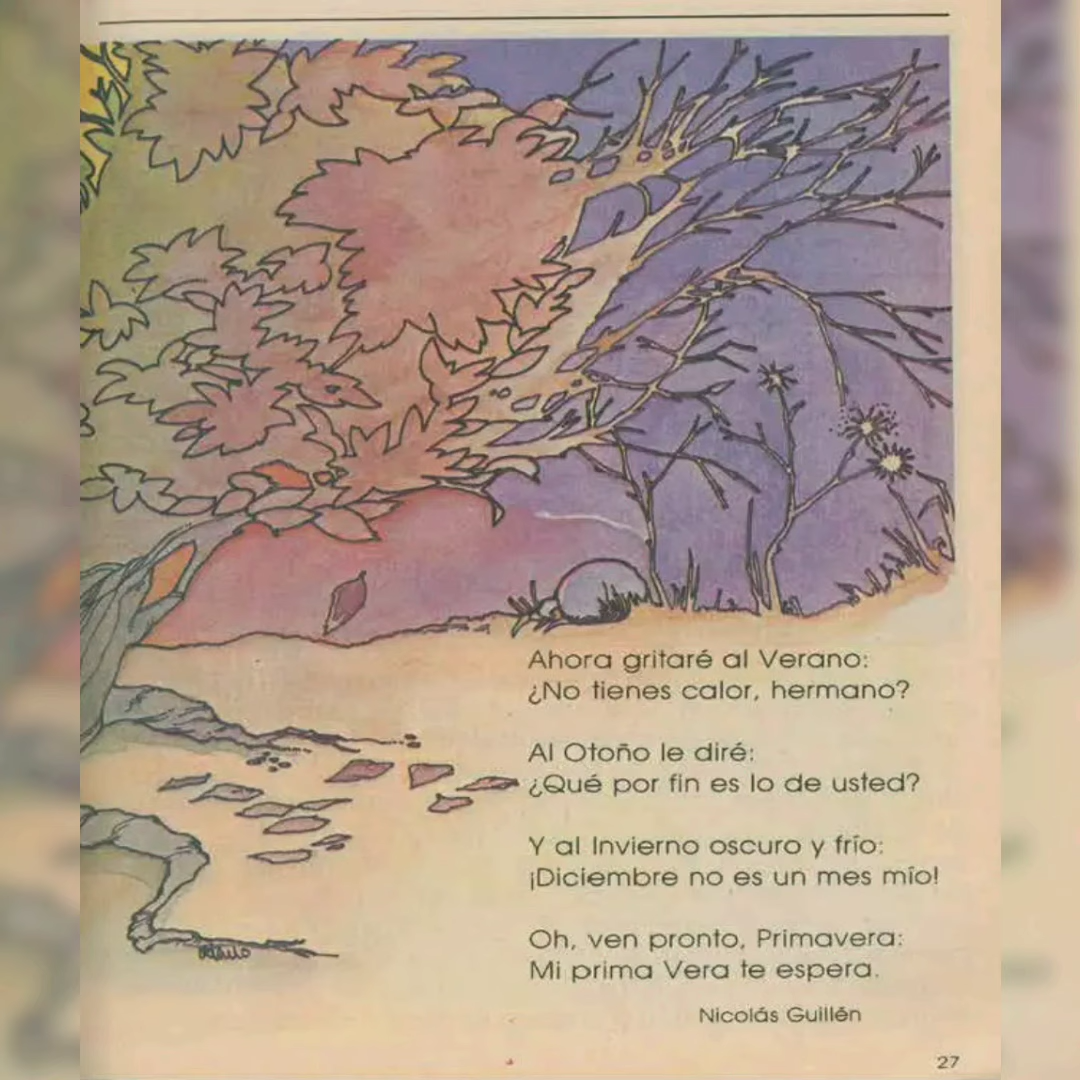 Ahora gritaré al Verano:
¿No tienes calor, hermano?
Al Otoño le diré:
¿Qué por fin es lo de usted?
Y al Invierno oscuro y frío:
¡Diciembre no es un mes mío!
Oh, ven pronto, Primavera:
Mi prima Vera te espera.
Nicolás Guillén
27